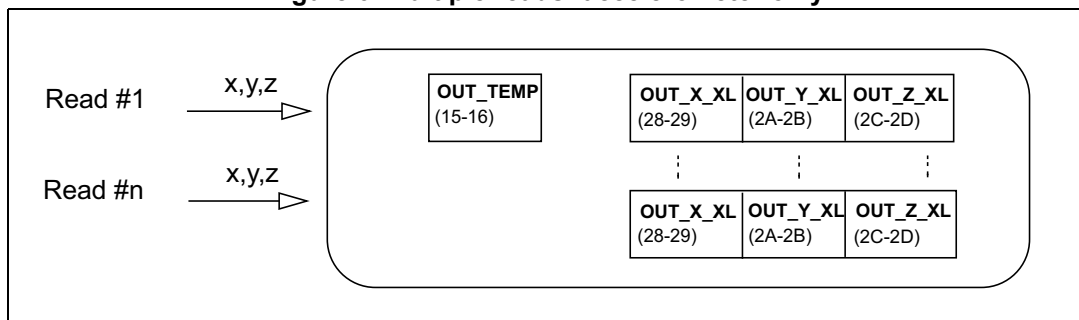 Read #1
x,y,z
OUT_TEMP
(15-16)
OUT_X_XL OUT_Y_XL OUT_Z_XL
(28-29) (2A-2B) (2C-2D)
Read #n
x,y,z
OUT_X_XL OUT_Y_XL OUT_Z_XL
(28-29) (2A-2B) (2C-2D)